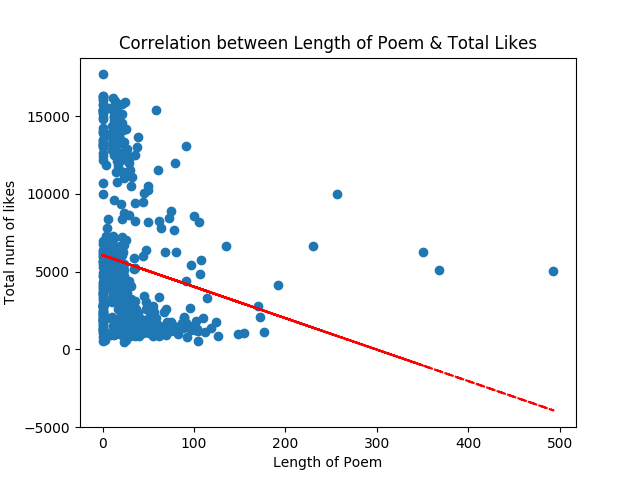 Correlation between Length of Poem & Total Likes
Total num of likes
15000
10000
5000
0
−5000
0 100 200 300 400 500
Length of Poem